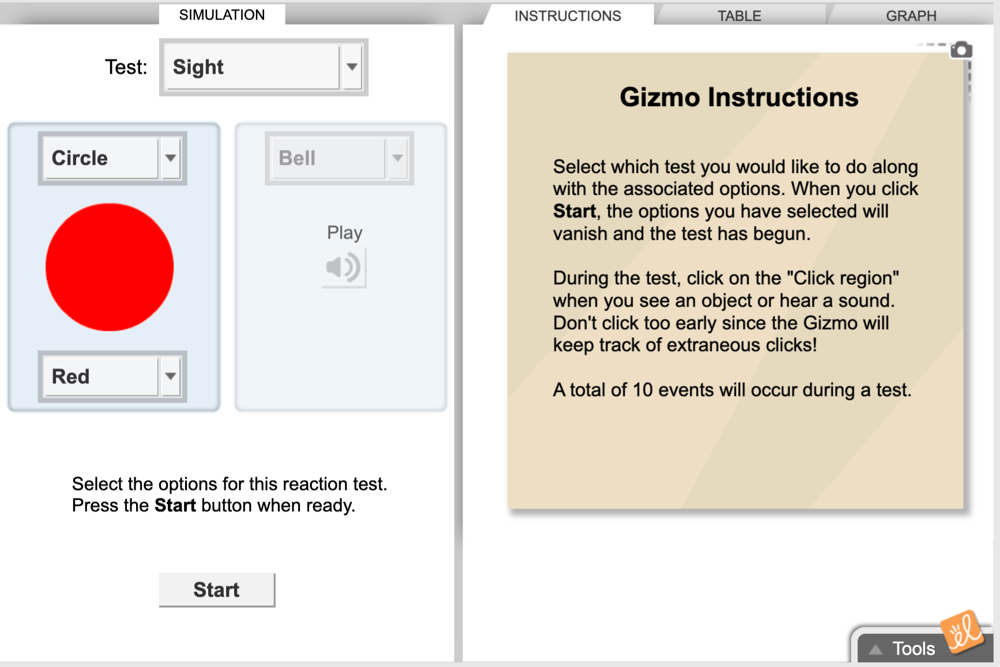 SIMULATION
INSTRUCTIONS
TABLE
GRAPH
Test:
Sight
Circle
Bell
Play
Red
Select the options for this reaction test.
Press the Start button when ready.
Start
Gizmo Instructions
Select which test you would like to do along
with the associated options. When you click
Start, the options you have selected will
vanish and the test has begun.
During the test, click on the "Click region"
when you see an object or hear a sound.
Don't click too early since the Gizmo will
keep track of extraneous clicks!
A total of 10 events will occur during a test.
Tools
el